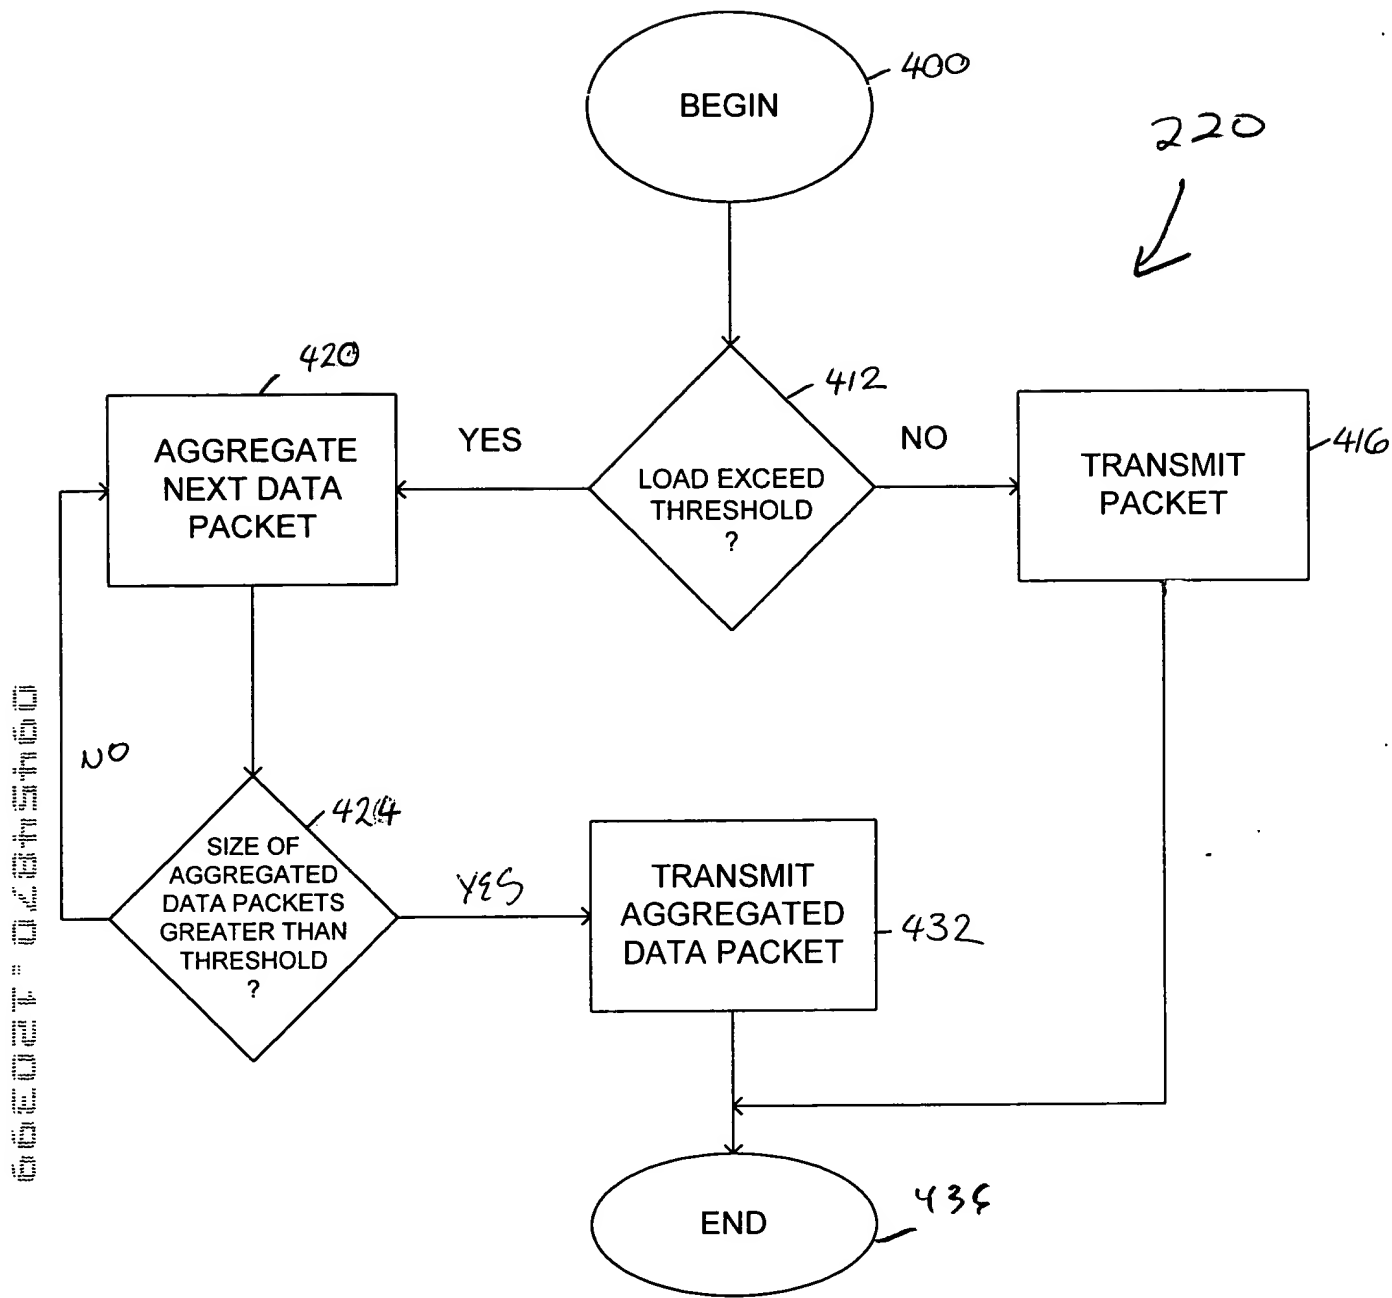 BEGIN
400
220
420
412
416
AGGREGATE
NEXT DATA
PACKET
YES
LOAD EXCEED
THRESHOLD
?
NO
TRANSMIT
PACKET
NO
424
SIZE OF
AGGREGATED
DATA PACKETS
GREATER THAN
THRESHOLD
?
YES
TRANSMIT
AGGREGATED
DATA PACKET
432
END